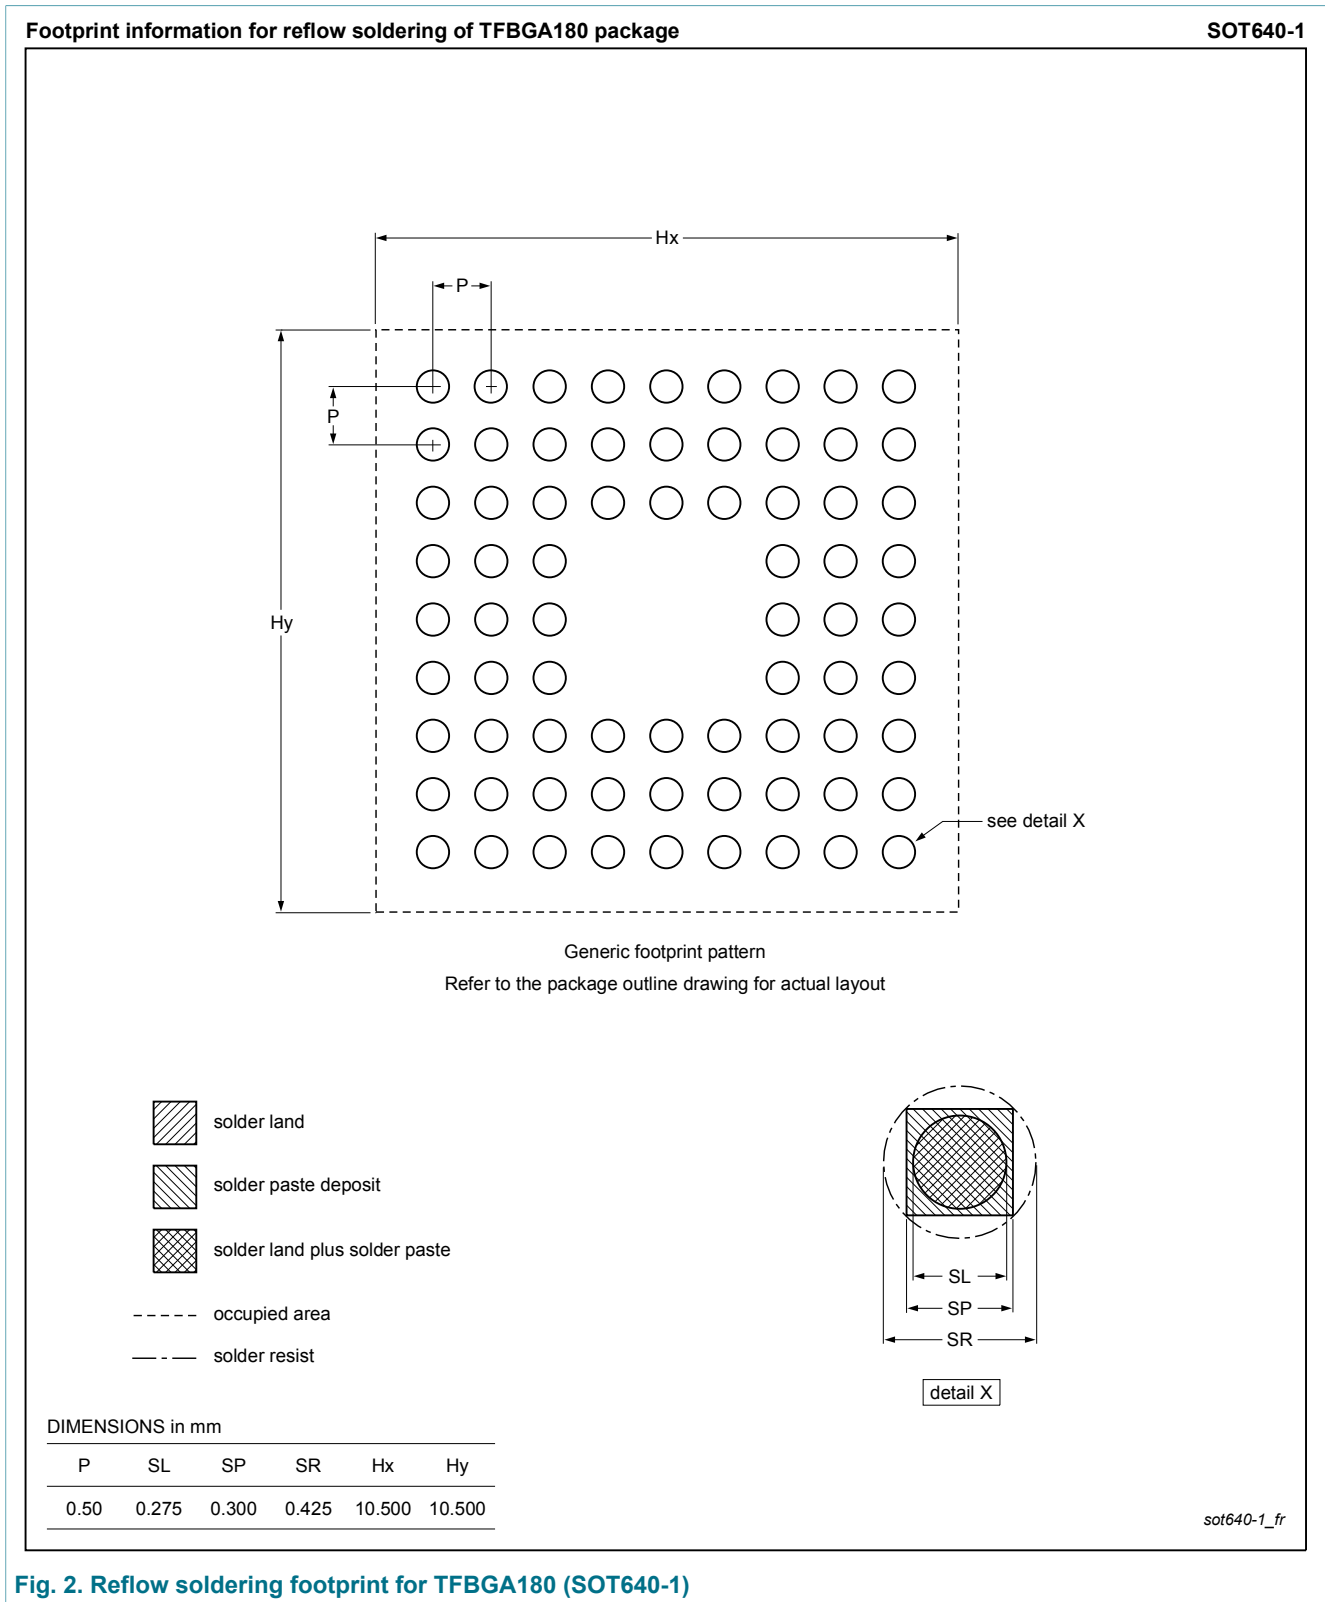 Footprint information for reflow soldering of TFBGA180 package SOT640-1
Hx
P
P
Hy
see detail X
Generic footprint pattern
Refer to the package outline drawing for actual layout
solder land
solder paste deposit
solder land plus solder paste
occupied area
solder resist
SL
SP
SR
detail X
DIMENSIONS in mm
P SL SP SR Hx Hy
0.50 0.275 0.300 0.425 10.500 10.500
sot640-1_fr
Fig. 2. Reflow soldering footprint for TFBGA180 (SOT640-1)